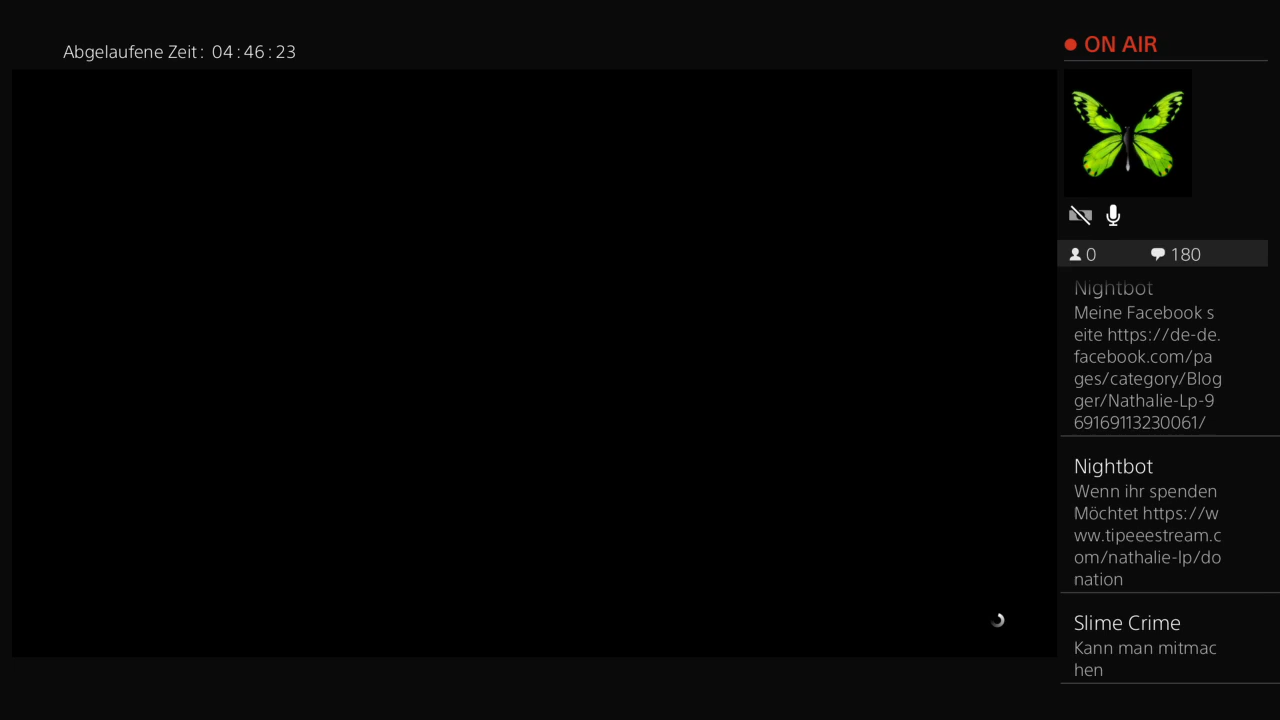 Abgelaufene Zeit: 04:46:23
ON AIR
0 180
Nightbot
Meine Facebook s
eite https://de-de.
facebook.com/pa
ges/category/Blog
ger/Nathalie-Lp-9
69169113230061/
Nightbot
Wenn ihr spenden
Möchtet https://w
ww.tipeeestream.c
om/nathalie-lp/do
nation
Slime Crime
Kann man mitmac
hen